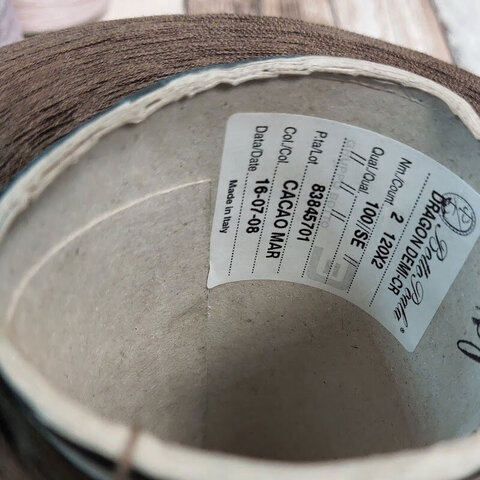 Botto Poala®
DRAGON DEMI-CR
Nm/Count 2 120X2
Qual/Qual 100/SE //
// //
Pta/Lot 83845701
Col./Col. CACAO MAR
Data/Date 16-07-08
Made in Italy